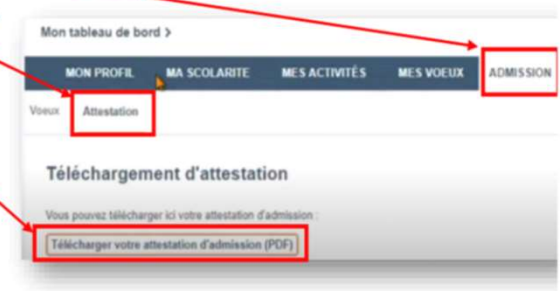 Mon tableau de bord >
MON PROFIL MA SCOLARITE MES ACTIVITÉS MES VOEUX ADMISSION
Voeux Attestation
Téléchargement d'attestation
Vous pouvez télécharger ici votre attestation d'admission :
Télécharger votre attestation d'admission (PDF)